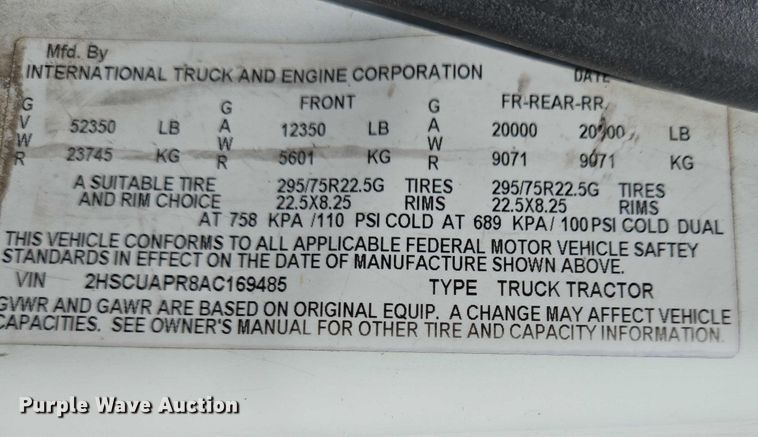 Mfd. By
INTERNATIONAL TRUCK AND ENGINE CORPORATION DATE
GVWR 52350 LB 23745 KG
GAWR FRONT 12350 LB 5601 KG
GAWR FR-REAR-RR 20000 LB 9071 9071 KG
A SUITABLE TIRE 295/75R22.5G TIRES 295/75R22.5G TIRES
AND RIM CHOICE 22.5X8.25 RIMS 22.5X8.25 RIMS
AT 758 KPA /110 PSI COLD AT 689 KPA/ 100 PSI COLD DUAL
THIS VEHICLE CONFORMS TO ALL APPLICABLE FEDERAL MOTOR VEHICLE SAFTEY
STANDARDS IN EFFECT ON THE DATE OF MANUFACTURE SHOWN ABOVE.
VIN 2HSCUAPR8AC169485 TYPE TRUCK TRACTOR
GVWR AND GAWR ARE BASED ON ORIGINAL EQUIP. A CHANGE MAY AFFECT VEHICLE
CAPACITIES. SEE OWNER'S MANUAL FOR OTHER TIRE AND CAPACITY INFORMATION.
Purple Wave Auction